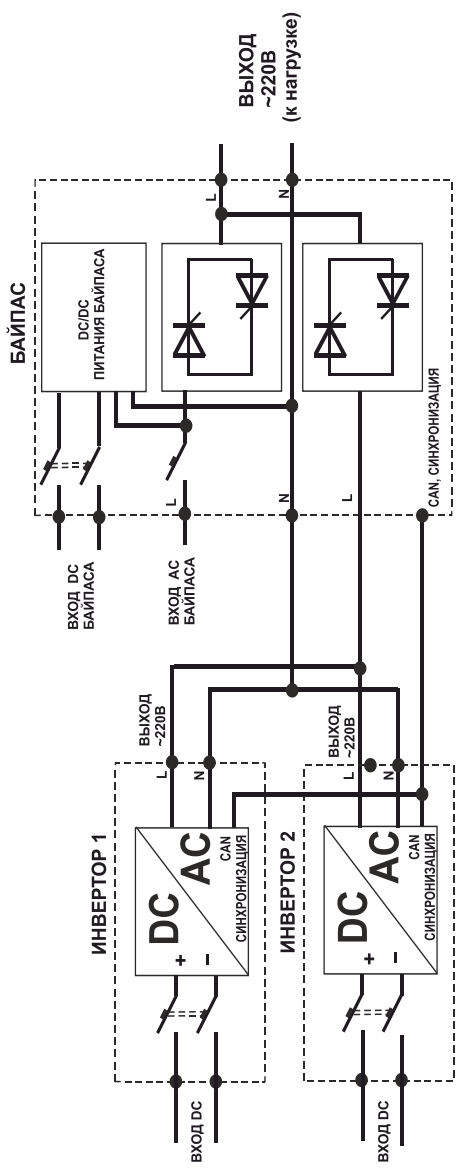 БАЙПАС
DC/DC
ПИТАНИЯ БАЙПАСА
ВЫХОД
~220В
(к нагрузке)
L
N
ВХОД DC
БАЙПАСА
ВХОД AC
БАЙПАСА
L
N
L
CAN, СИНХРОНИЗАЦИЯ
ИНВЕРТОР 1
ВЫХОД
~220В
L
N
DC
AC
+
–
CAN
СИНХРОНИЗАЦИЯ
ВХОД DC
ИНВЕРТОР 2
ВЫХОД
~220В
L
N
DC
AC
+
–
CAN
СИНХРОНИЗАЦИЯ
ВХОД DC